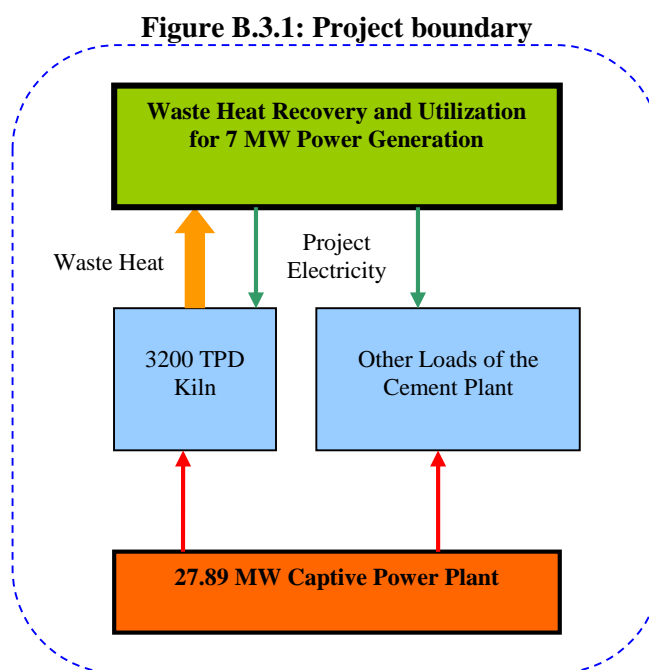 Figure B.3.1: Project boundary
Waste Heat Recovery and Utilization
for 7 MW Power Generation
Waste Heat
Project
Electricity
3200 TPD
Kiln
Other Loads of the
Cement Plant
27.89 MW Captive Power Plant